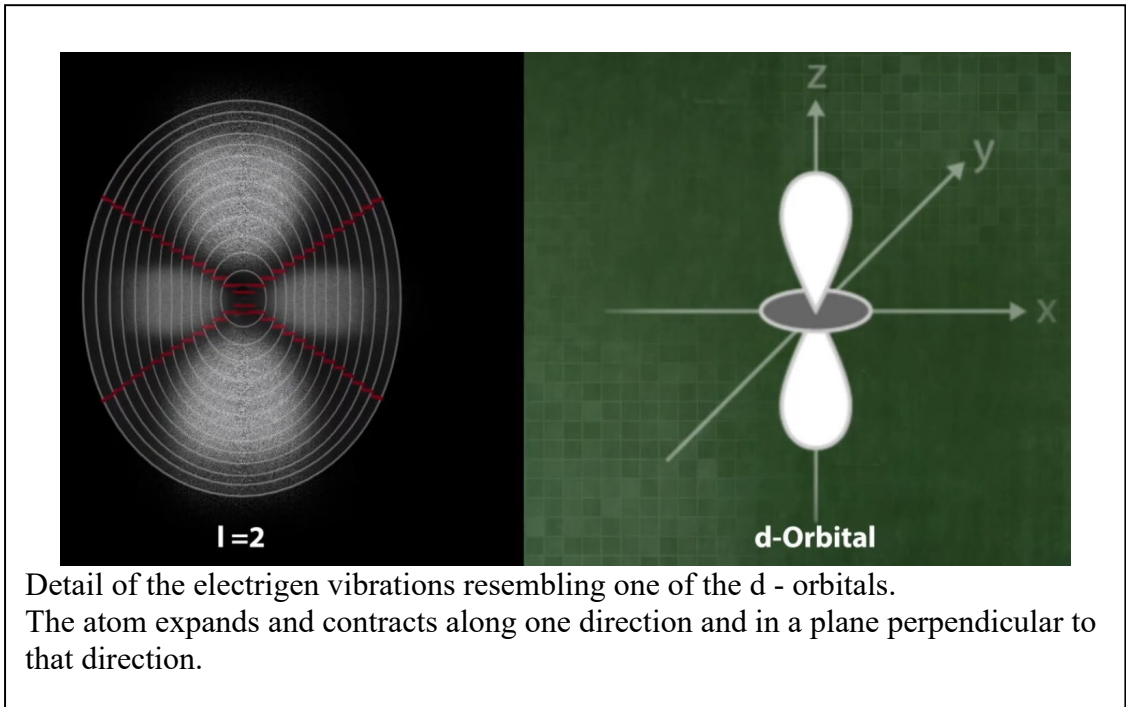 z
y
x
l =2
d-Orbital
Detail of the electrigen vibrations resembling one of the d - orbitals.
The atom expands and contracts along one direction and in a plane perpendicular to
that direction.